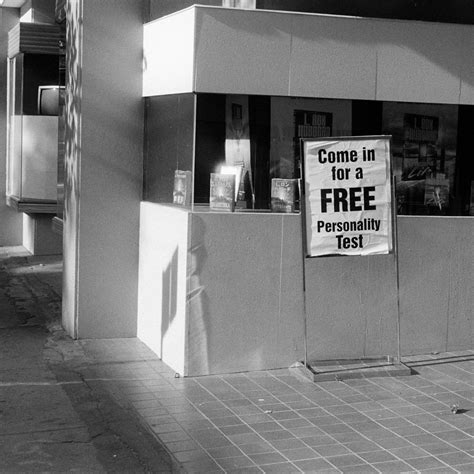 Come in
for a
FREE
Personality
Test